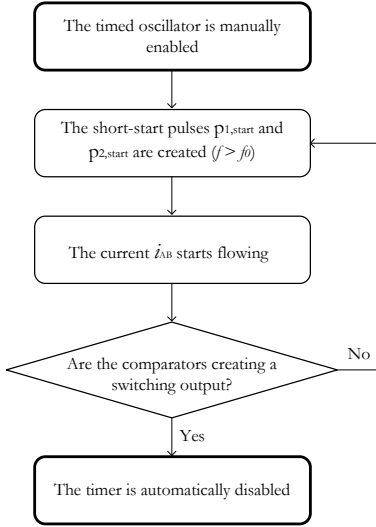 The timed oscillator is manually
enabled
The short-start pulses p1,start and
p2,start are created (f > f0)
The current iAB starts flowing
Are the comparators creating a
switching output?
No
Yes
The timer is automatically disabled